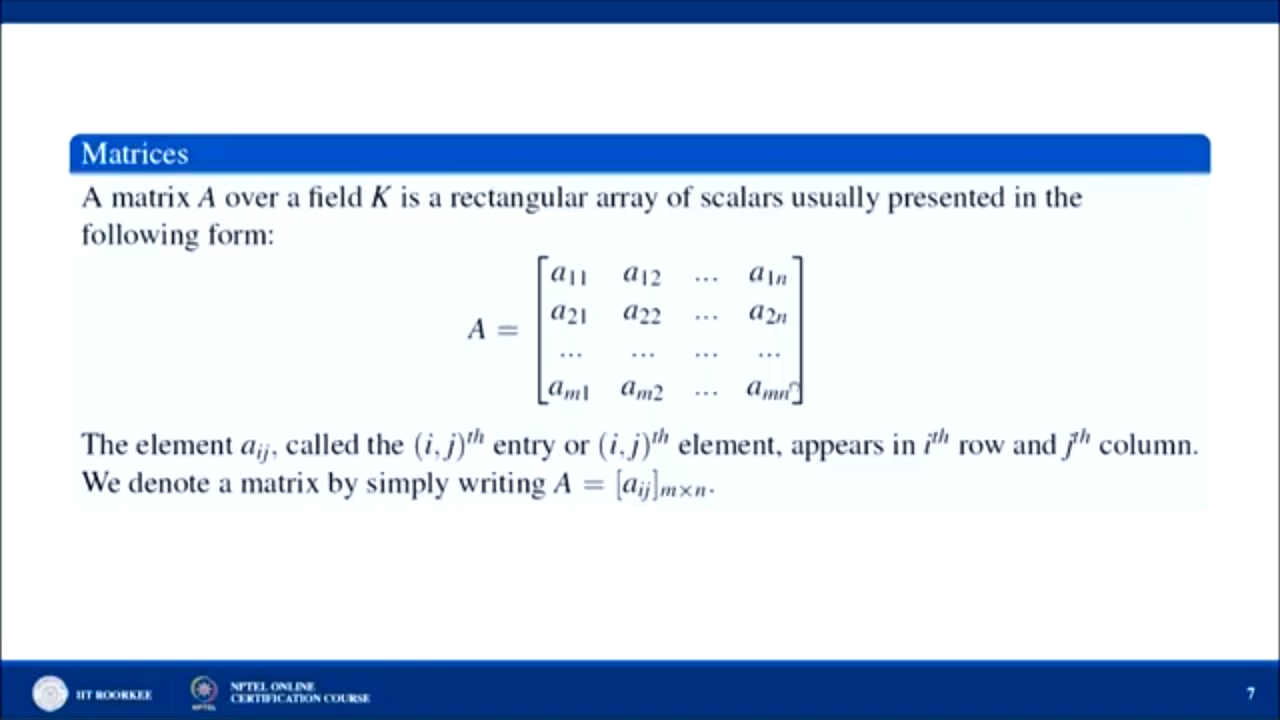 Matrices
A matrix A over a field K is a rectangular array of scalars usually presented in the
following form:
a₁₁ a₁₂ ... a₁ₙ
a₂₁ a₂₂ ... a₂ₙ
A =
... ... ... ...
aₘ₁ aₘ₂ ... aₘₙ
The element aᵢⱼ, called the (i, j)ᵗʰ entry or (i, j)ᵗʰ element, appears in iᵗʰ row and jᵗʰ column.
We denote a matrix by simply writing A = [aᵢⱼ]ₘₓₙ.
IIT ROORKEE
NPTEL
NPTEL ONLINE
CERTIFICATION COURSE
7